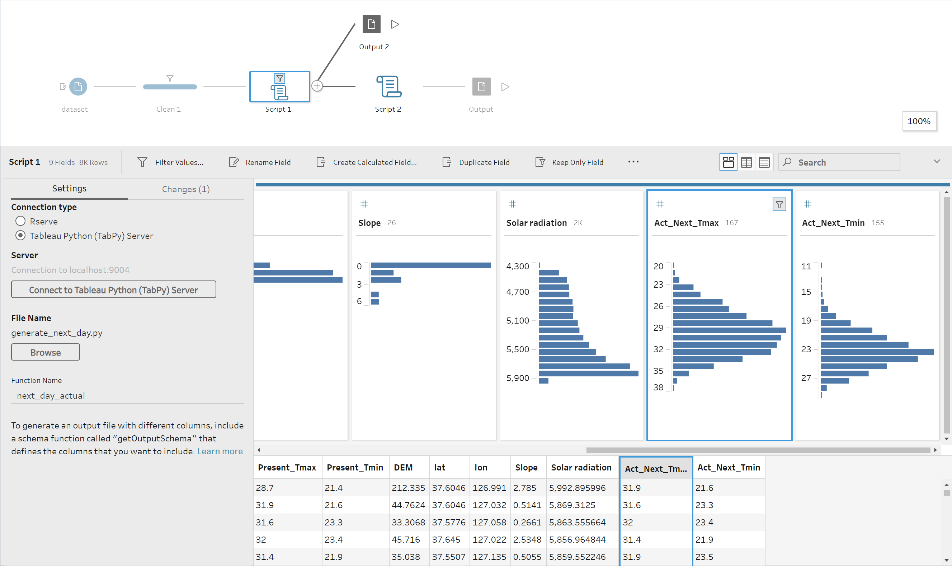 Output 2
dataset
Clean 1
Script 1
Script 2
Output
100%
Script 1 9 Fields 8K Rows
Filter Values...
Rename Field
Create Calculated Field...
Duplicate Field
Keep Only Field
Search
Settings
Changes (1)
Connection type
Rserve
Tableau Python (TabPy) Server
Server
Connection to localhost:9004
Connect to Tableau Python (TabPy) Server
File Name
generate_next_day.py
Browse
Function Name
next_day_actual
To generate an output file with different columns, include
a schema function called "getOutputSchema" that
defines the columns that you want to include. Learn more
#
Slope 26
0
3
6
#
Solar radiation 2K
4,300
4,700
5,100
5,500
5,900
#
Act_Next_Tmax 167
20
23
26
29
32
35
38
#
Act_Next_Tmin 155
11
15
19
23
27
Present_Tmax Present_Tmin DEM lat lon Slope Solar radiation Act_Next_Tm... Act_Next_Tmin
28.7 21.4 212.335 37.6046 126.991 2.785 5,992.895996 31.9 21.6
31.9 21.6 44.7624 37.6046 127.032 0.5141 5,869.3125 31.6 23.3
31.6 23.3 33.3068 37.5776 127.058 0.2661 5,863.555664 32 23.4
32 23.4 45.716 37.645 127.022 2.5348 5,856.964844 31.4 21.9
31.4 21.9 35.038 37.5507 127.135 0.5055 5,859.552246 31.9 23.5